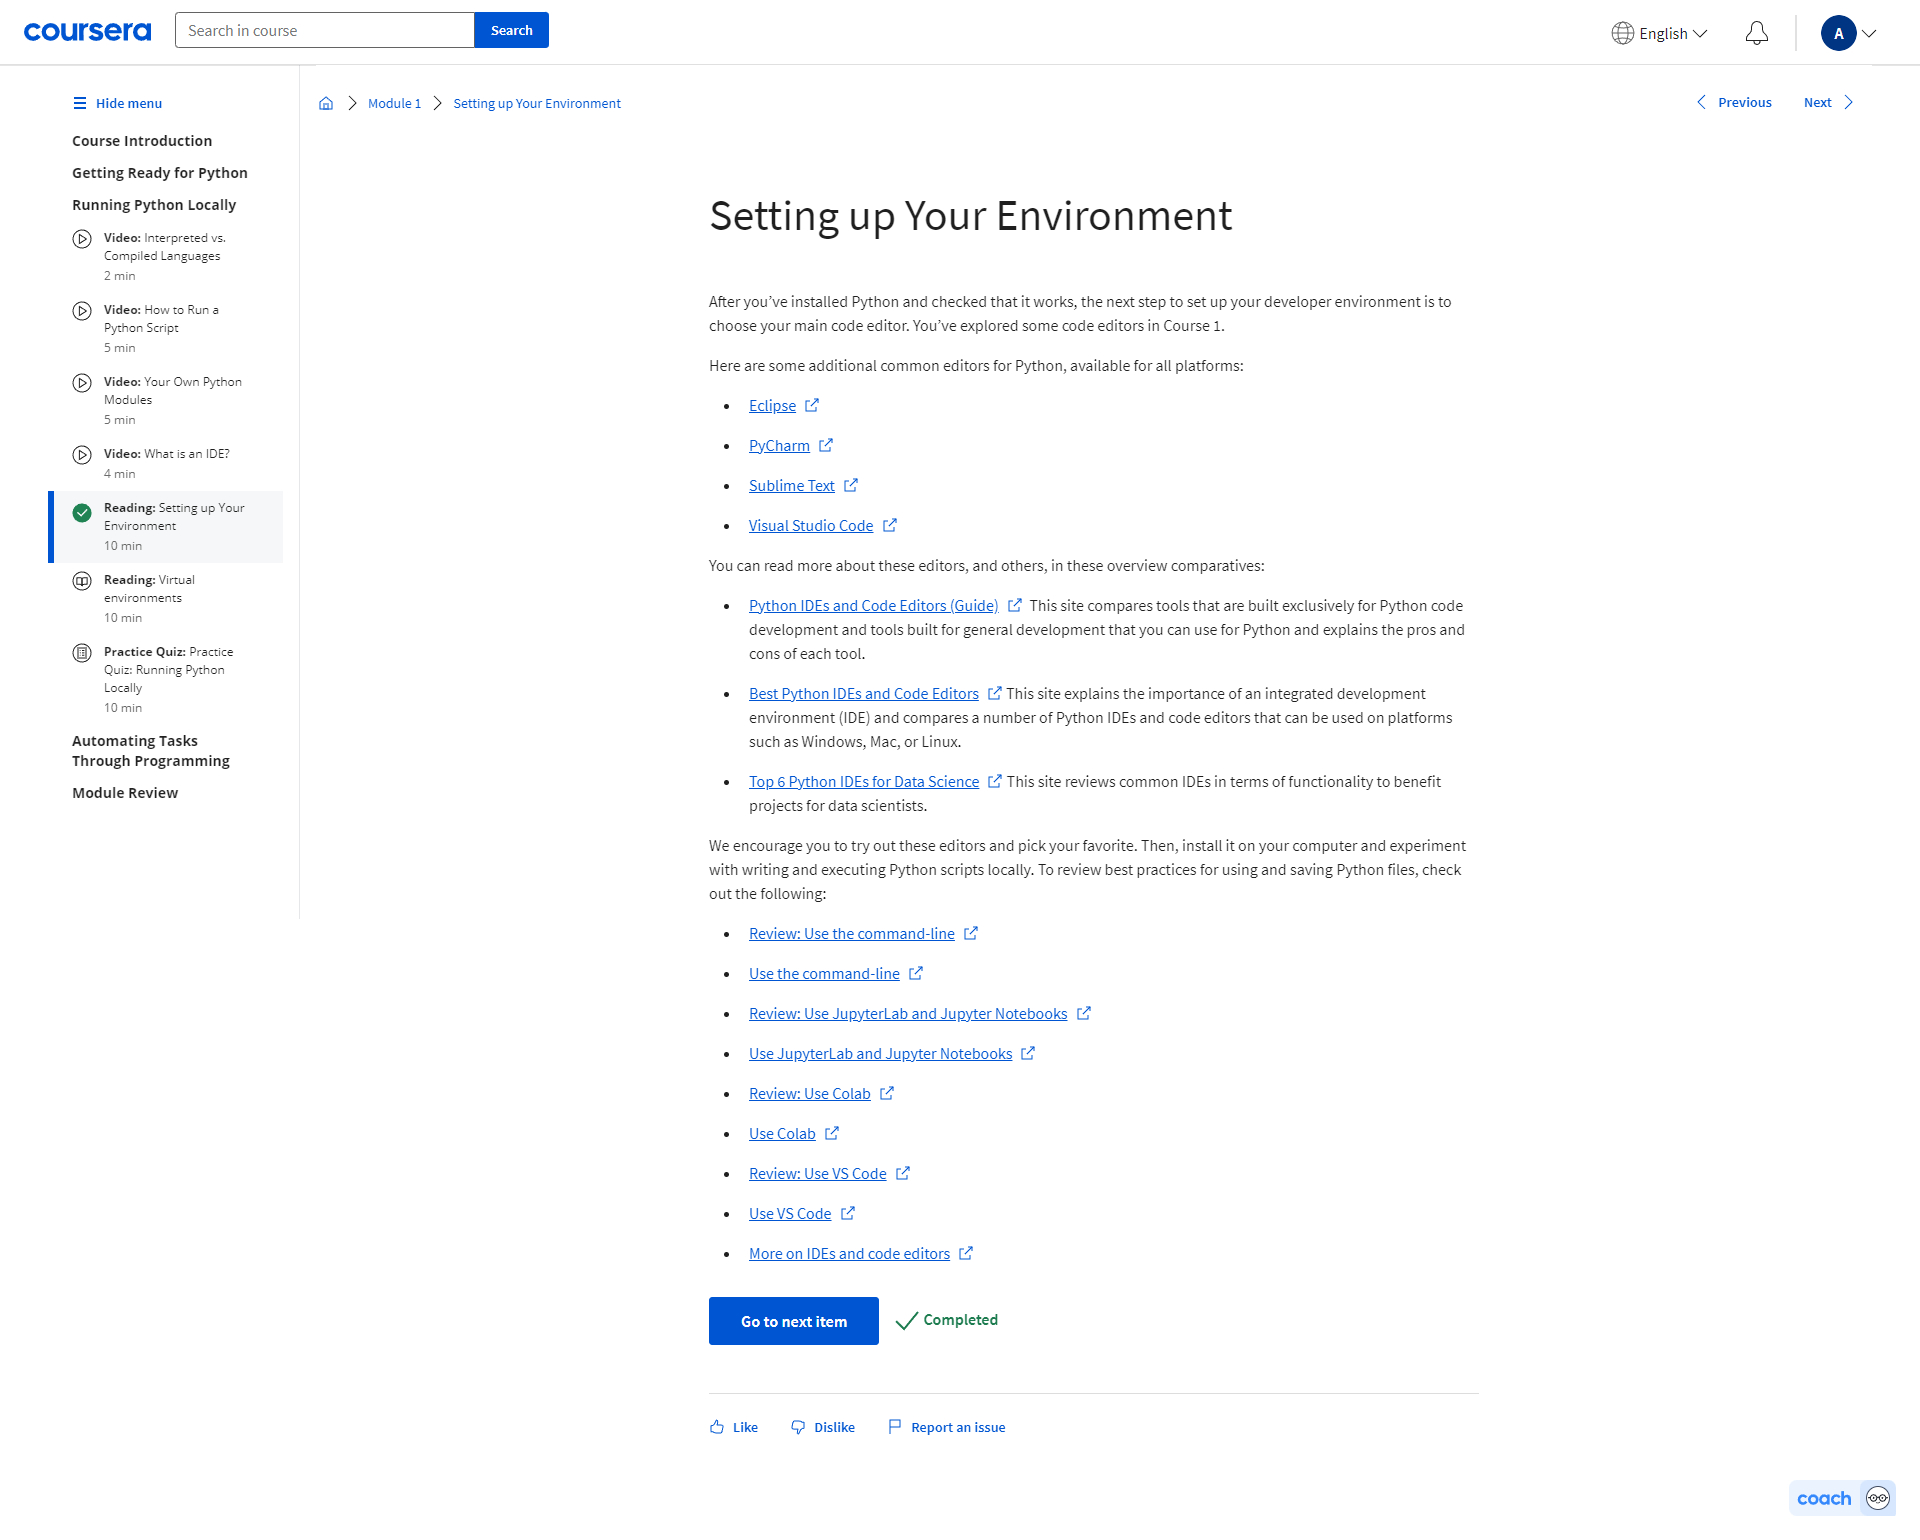 coursera
Search in course
Search
English
A
Hide menu
Course Introduction
Getting Ready for Python
Running Python Locally
Video: Interpreted vs.
Compiled Languages
2 min
Video: How to Run a
Python Script
5 min
Video: Your Own Python
Modules
5 min
Video: What is an IDE?
4 min
Reading: Setting up Your
Environment
10 min
Reading: Virtual
environments
10 min
Practice Quiz: Practice
Quiz: Running Python
Locally
10 min
Automating Tasks
Through Programming
Module Review
Module 1
Setting up Your Environment
Previous
Next
Setting up Your Environment
After you’ve installed Python and checked that it works, the next step to set up your developer environment is to
choose your main code editor. You’ve explored some code editors in Course 1.
Here are some additional common editors for Python, available for all platforms:
Eclipse
PyCharm
Sublime Text
Visual Studio Code
You can read more about these editors, and others, in these overview comparatives:
Python IDEs and Code Editors (Guide) This site compares tools that are built exclusively for Python code
development and tools built for general development that you can use for Python and explains the pros and
cons of each tool.
Best Python IDEs and Code Editors This site explains the importance of an integrated development
environment (IDE) and compares a number of Python IDEs and code editors that can be used on platforms
such as Windows, Mac, or Linux.
Top 6 Python IDEs for Data Science This site reviews common IDEs in terms of functionality to benefit
projects for data scientists.
We encourage you to try out these editors and pick your favorite. Then, install it on your computer and experiment
with writing and executing Python scripts locally. To review best practices for using and saving Python files, check
out the following:
Review: Use the command-line
Use the command-line
Review: Use JupyterLab and Jupyter Notebooks
Use JupyterLab and Jupyter Notebooks
Review: Use Colab
Use Colab
Review: Use VS Code
Use VS Code
More on IDEs and code editors
Go to next item
Completed
Like
Dislike
Report an issue
coach